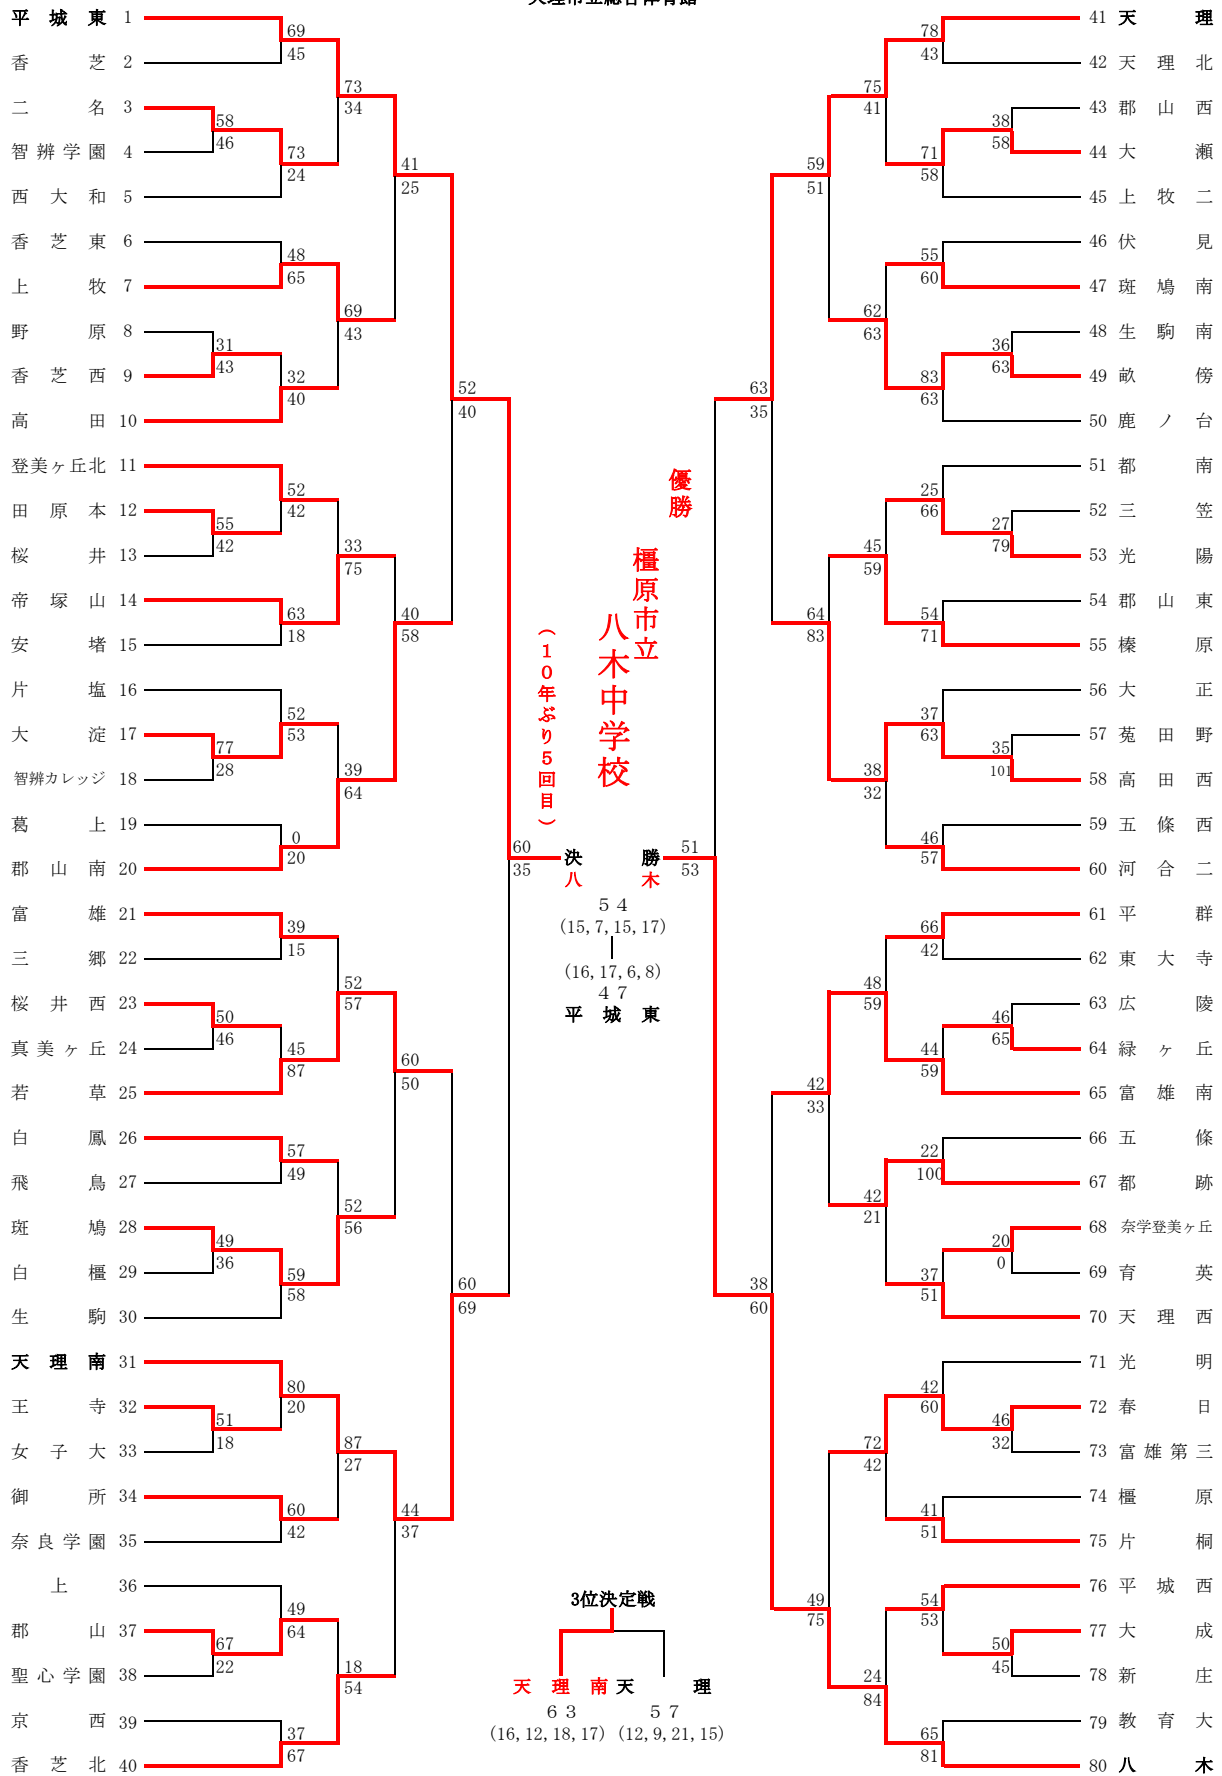 天理市立総合体育館
平城東 1
香芝 2
二名 3
智辨学園 4
西大和 5
香芝東 6
上牧 7
野原 8
香芝西 9
高田 10
登美ヶ丘北 11
田原本 12
桜井 13
帝塚山 14
安堵 15
片塩 16
大淀 17
智辨カレッジ 18
葛上 19
郡山南 20
富雄 21
三郷 22
桜井西 23
真美ヶ丘 24
若草 25
白鳳 26
飛鳥 27
斑鳩 28
白橿 29
生駒 30
天理南 31
王寺 32
女子大 33
御所 34
奈良学園 35
上 36
郡山 37
聖心学園 38
京西 39
香芝北 40
58
46
31
43
55
42
77
28
50
46
49
36
51
18
67
22
69
45
73
24
48
65
32
40
52
42
63
18
52
53
0
20
39
15
45
87
57
49
59
58
80
20
60
42
49
64
37
67
73
34
69
43
33
75
39
64
52
57
52
56
87
27
18
54
41
25
40
58
60
50
44
37
52
40
60
69
60
35
優勝
橿原市立
八木中学校
（１０年ぶり５回目）
決勝
八木
５４
(15, 7, 15, 17)
(16, 17, 6, 8)
４７
平城東
3位決定戦
天理南 天理
６３ ５７
(16, 12, 18, 17) (12, 9, 21, 15)
51
53
63
35
38
60
59
51
64
83
42
33
49
75
75
41
62
63
45
59
38
32
48
59
42
21
72
42
24
84
78
43
71
58
55
60
83
63
25
66
54
71
37
63
46
57
66
42
44
59
22
100
37
51
42
60
41
51
54
53
65
81
38
58
36
63
27
79
35
101
46
65
20
0
46
32
50
45
41 天理
42 天理北
43 郡山西
44 大瀬
45 上牧二
46 伏見
47 斑鳩南
48 生駒南
49 畝傍
50 鹿ノ台
51 都南
52 三笠
53 光陽
54 郡山東
55 榛原
56 大正
57 菟田野
58 高田西
59 五條西
60 河合二
61 平群
62 東大寺
63 広陵
64 緑ヶ丘
65 富雄南
66 五條
67 都跡
68 奈学登美ヶ丘
69 育英
70 天理西
71 光明
72 春日
73 富雄第三
74 橿原
75 片桐
76 平城西
77 大成
78 新庄
79 教育大
80 八木